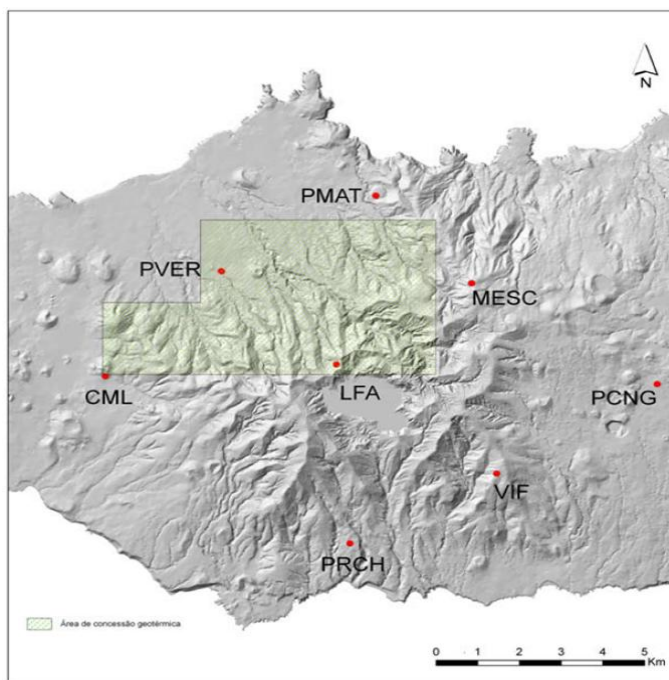 N
PMAT
PVER
MESC
CML
LFA
PCNG
VIF
PRCH
Área de concessão geotérmica
0 1 2 3 4 5
Km